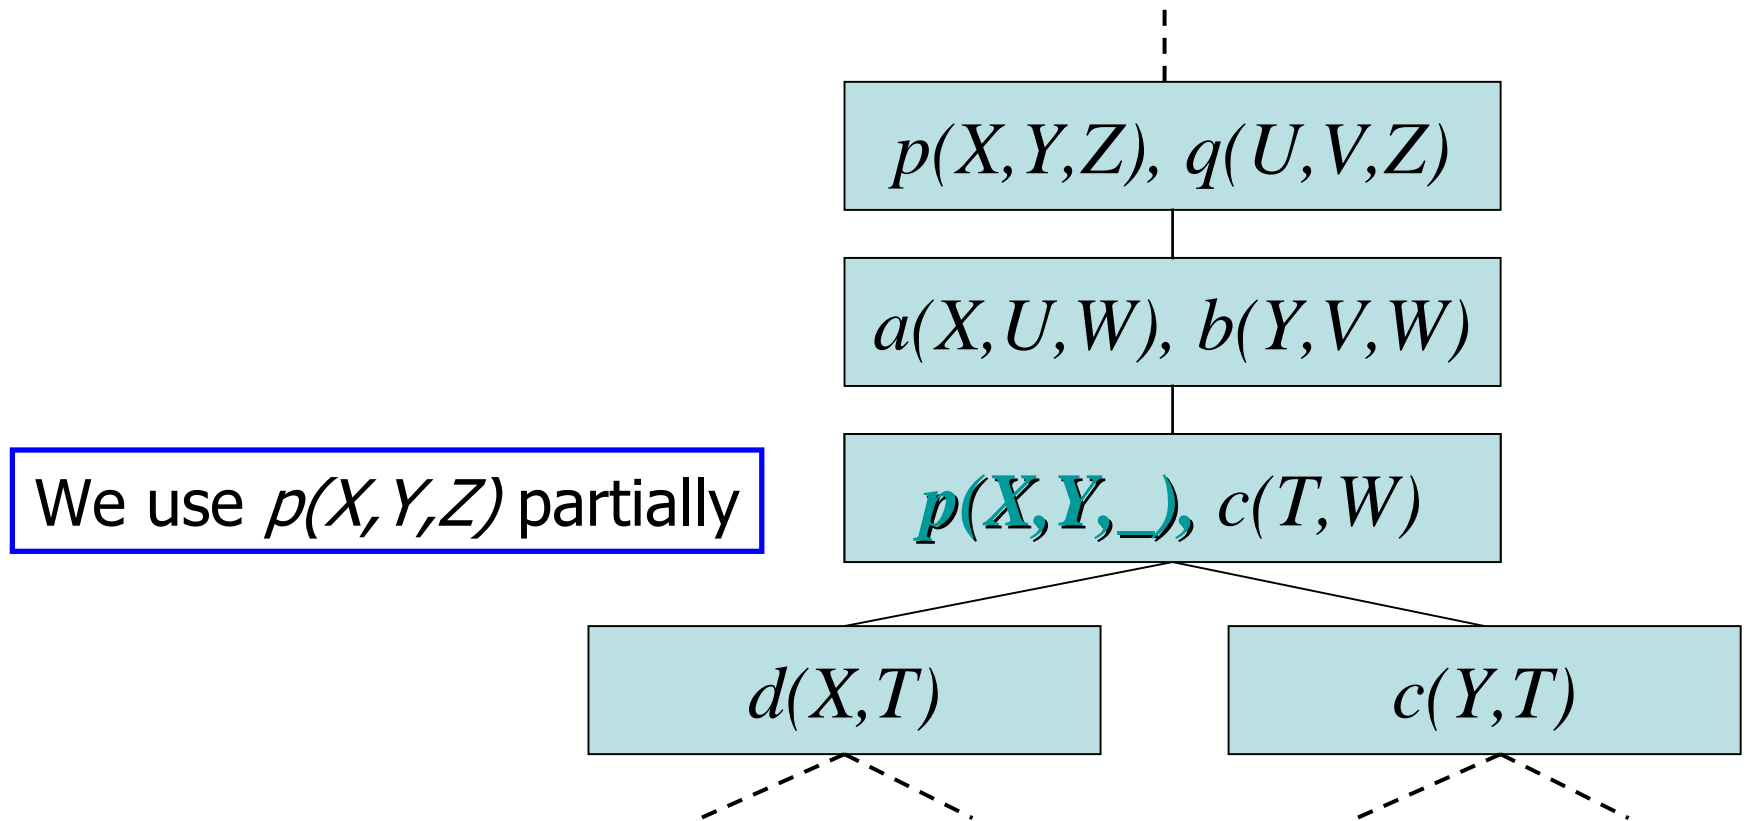 p(X,Y,Z), q(U,V,Z)
a(X,U,W), b(Y,V,W)
We use p(X,Y,Z) partially
p(X,Y,_), c(T,W)
d(X,T)
c(Y,T)